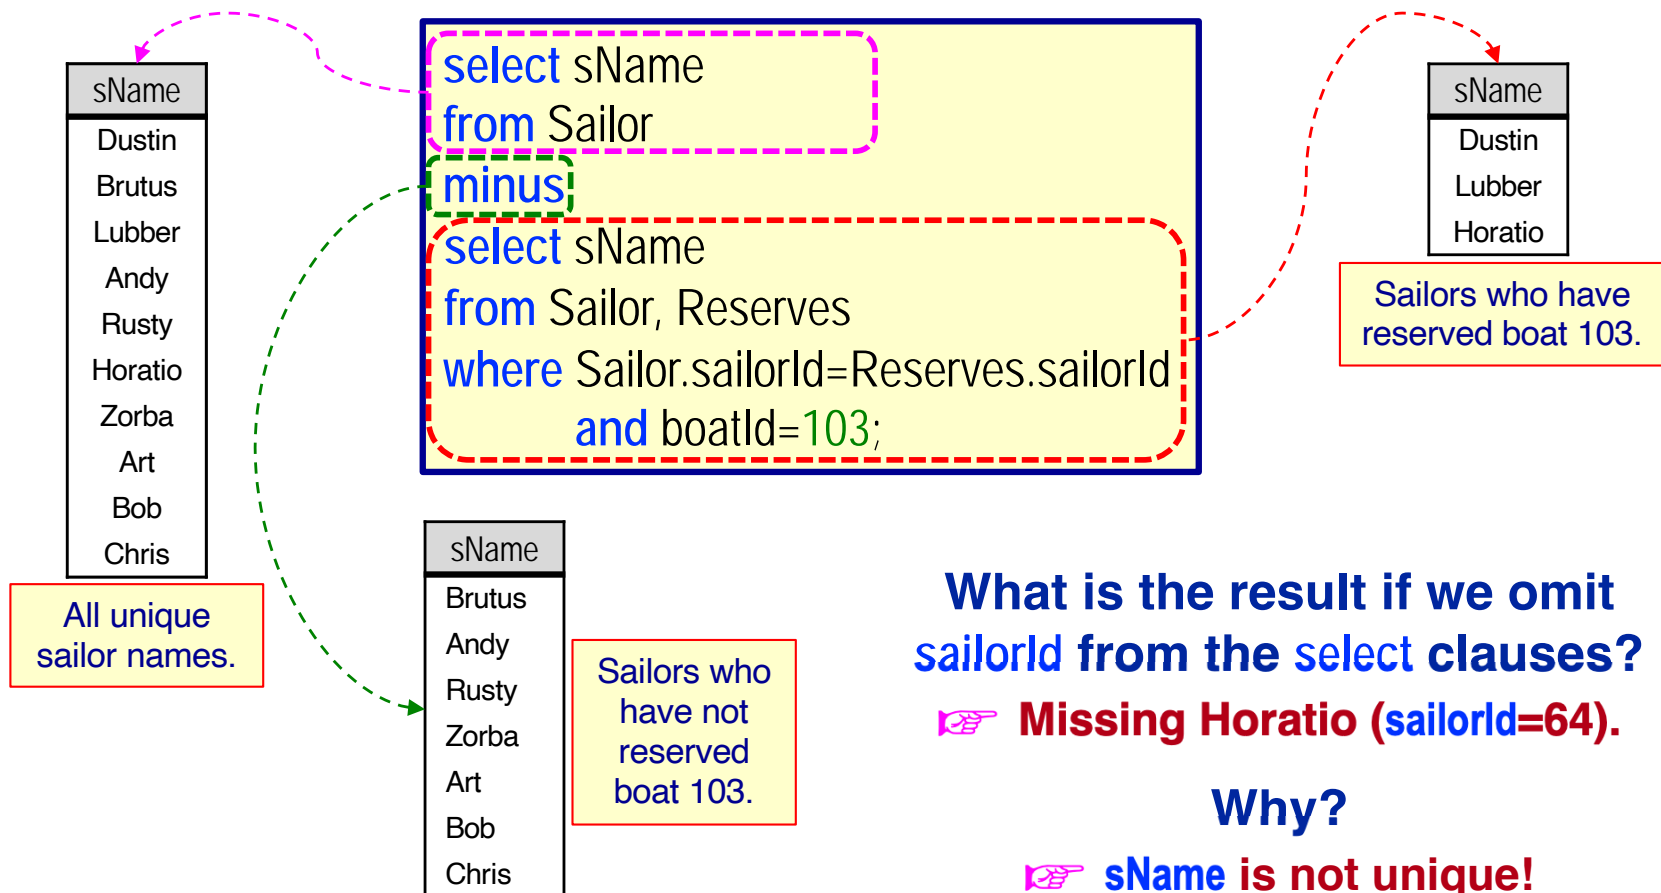 sName
Dustin
Brutus
Lubber
Andy
Rusty
Horatio
Zorba
Art
Bob
Chris
All unique
sailor names.
select sName
from Sailor
minus
select sName
from Sailor, Reserves
where Sailor.sailorId=Reserves.sailorId
and boatId=103;
sName
Dustin
Lubber
Horatio
Sailors who have
reserved boat 103.
sName
Brutus
Andy
Rusty
Zorba
Art
Bob
Chris
Sailors who
have not
reserved
boat 103.
What is the result if we omit
sailorId from the select clauses?
☞ Missing Horatio (sailorId=64).
Why?
☞ sName is not unique!